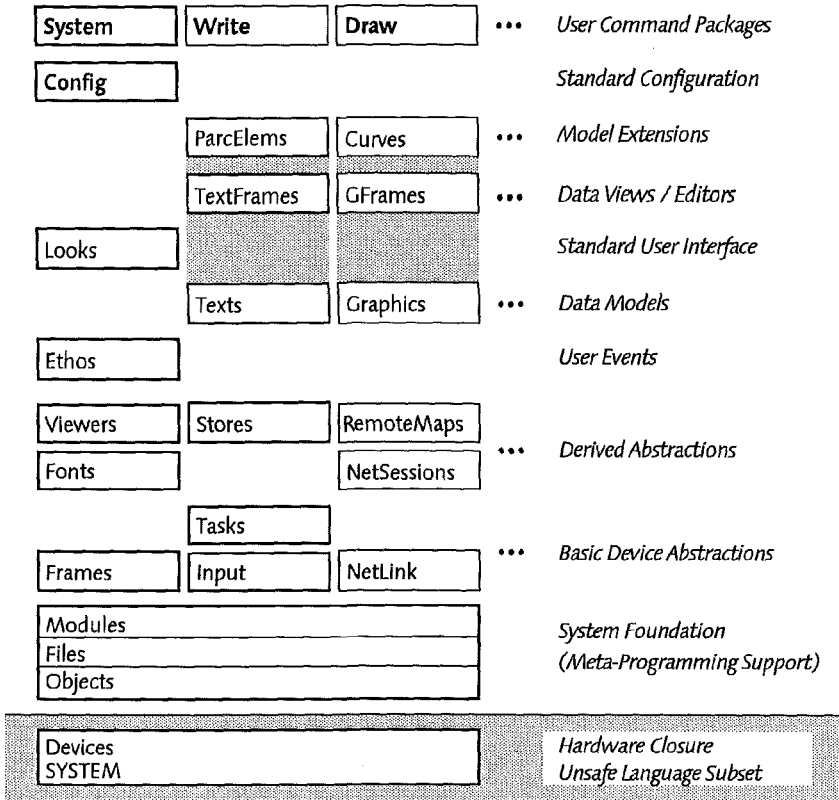 System Write Draw ••• User Command Packages
Config Standard Configuration
ParcElems Curves ••• Model Extensions
TextFrames GFrames ••• Data Views / Editors
Looks Standard User Interface
Texts Graphics ••• Data Models
Ethos User Events
Viewers Stores RemoteMaps
••• Derived Abstractions
Fonts NetSessions
Tasks
••• Basic Device Abstractions
Frames Input NetLink
Modules
Files
Objects
System Foundation
(Meta-Programming Support)
Devices
SYSTEM
Hardware Closure
Unsafe Language Subset